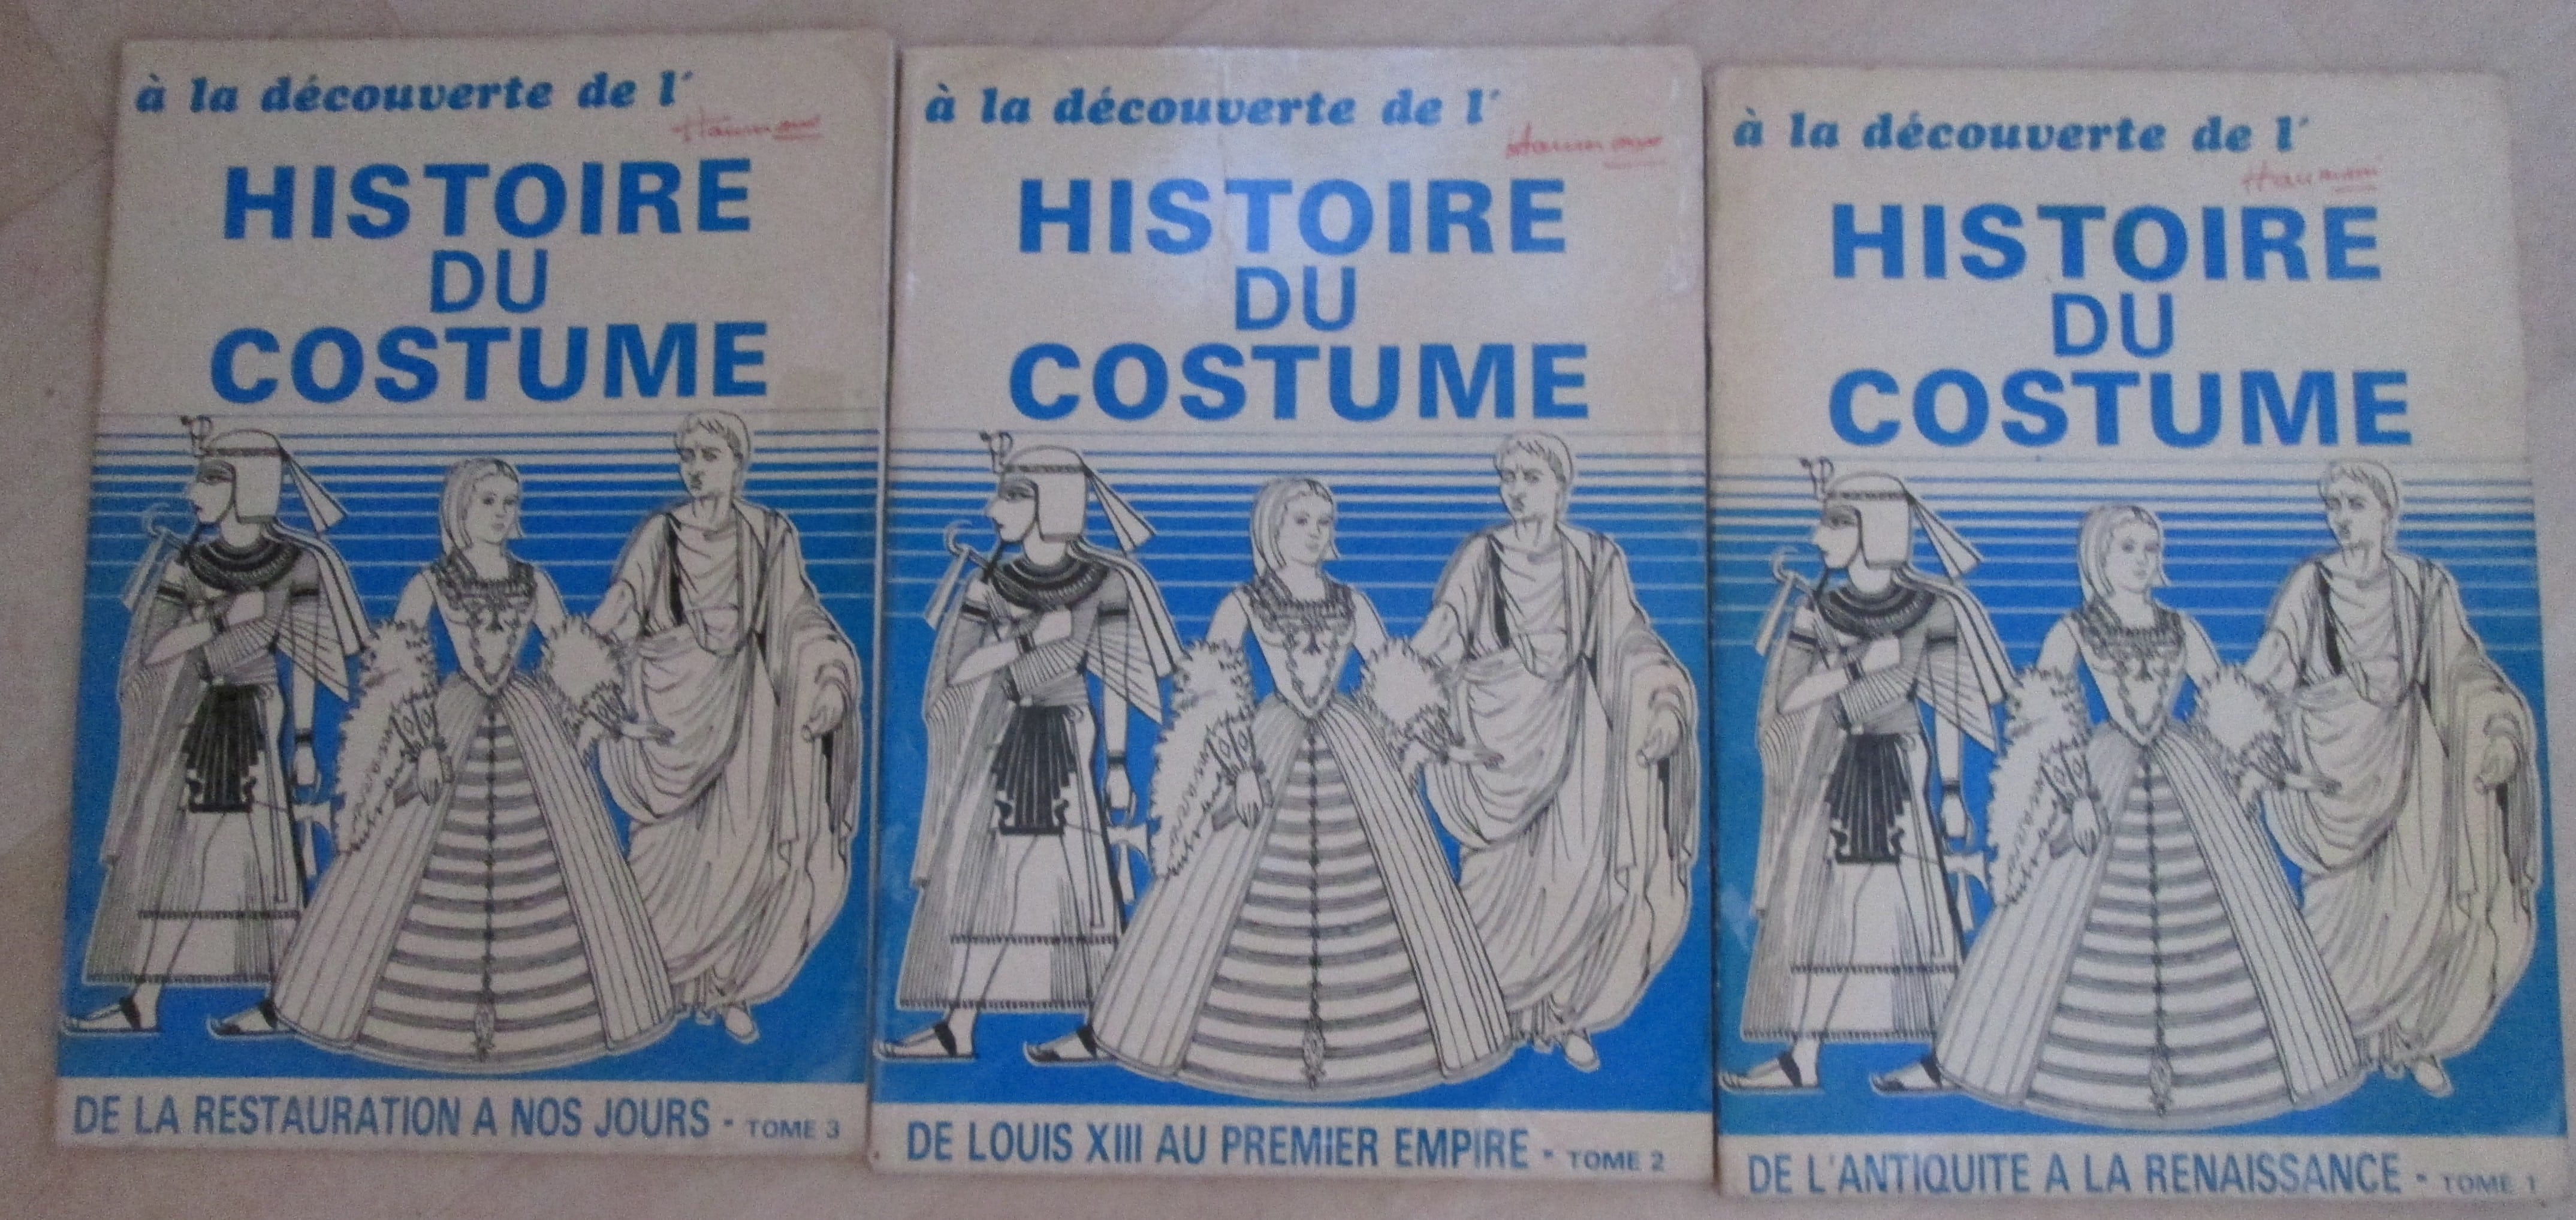 à la découverte de l'
HISTOIRE
DU
COSTUME
DE LA RESTAURATION A NOS JOURS - TOME 3
à la découverte de l'
HISTOIRE
DU
COSTUME
DE LOUIS XIII AU PREMIER EMPIRE - TOME 2
à la découverte de l'
HISTOIRE
DU
COSTUME
DE L'ANTIQUITE A LA RENAISSANCE - TOME 1